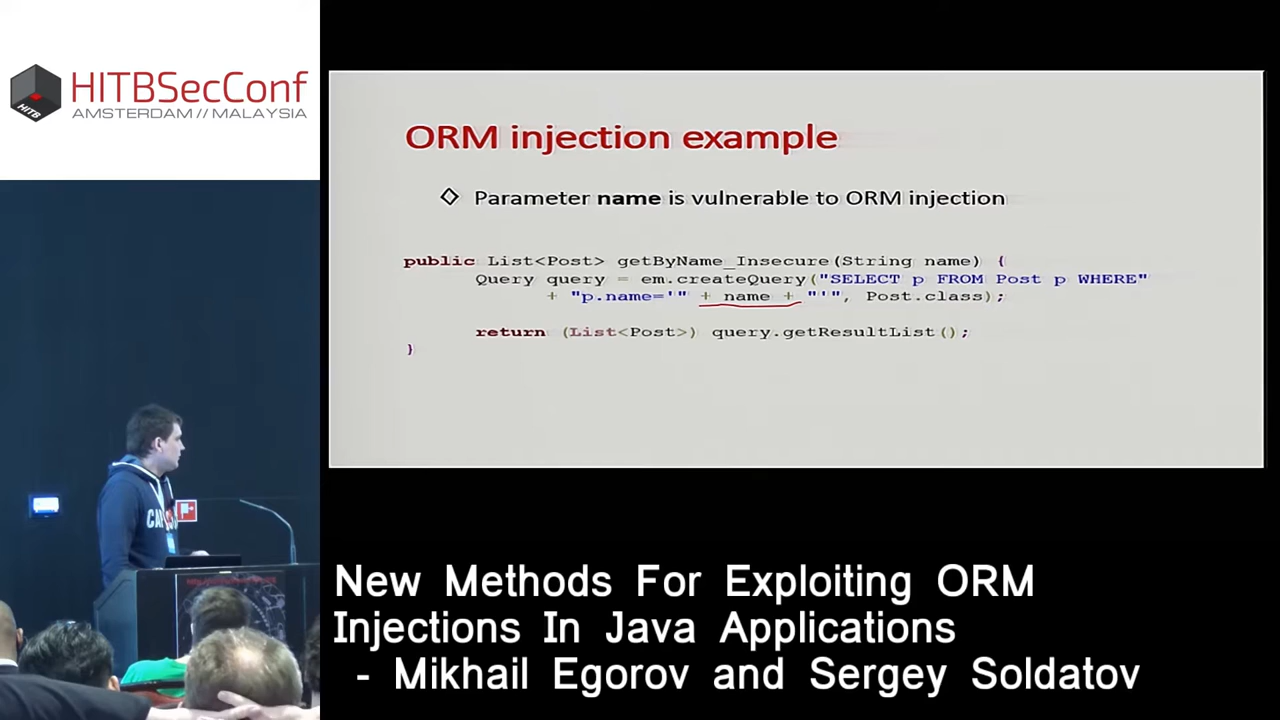 HITBSecConf
AMSTERDAM // MALAYSIA
HITB
ORM injection example
Parameter name is vulnerable to ORM injection
public List<Post> getByName_Insecure(String name) {
Query query = em.createQuery("SELECT p FROM Post p WHERE"
+ "p.name='" + name + "'", Post.class);
return (List<Post>) query.getResultList();
}
New Methods For Exploiting ORM
Injections In Java Applications
- Mikhail Egorov and Sergey Soldatov